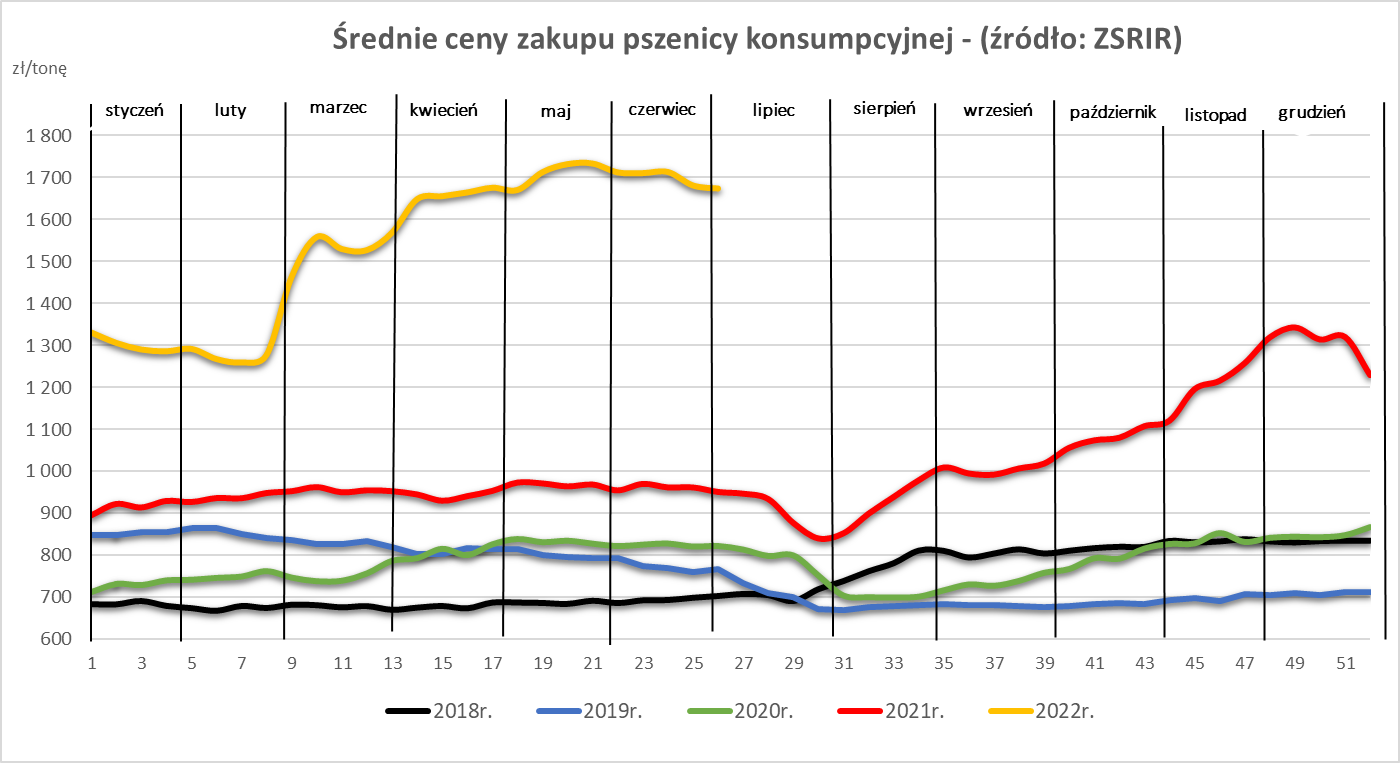 Średnie ceny zakupu pszenicy konsumpcyjnej - (źródło: ZSRIR)
zł/tonę
styczeń luty marzec kwiecień maj czerwiec lipiec sierpień wrzesień październik listopad grudzień
1 800
1 700
1 600
1 500
1 400
1 300
1 200
1 100
1 000
900
800
700
600
1 3 5 7 9 11 13 15 17 19 21 23 25 27 29 31 33 35 37 39 41 43 45 47 49 51
2018r. 2019r. 2020r. 2021r. 2022r.